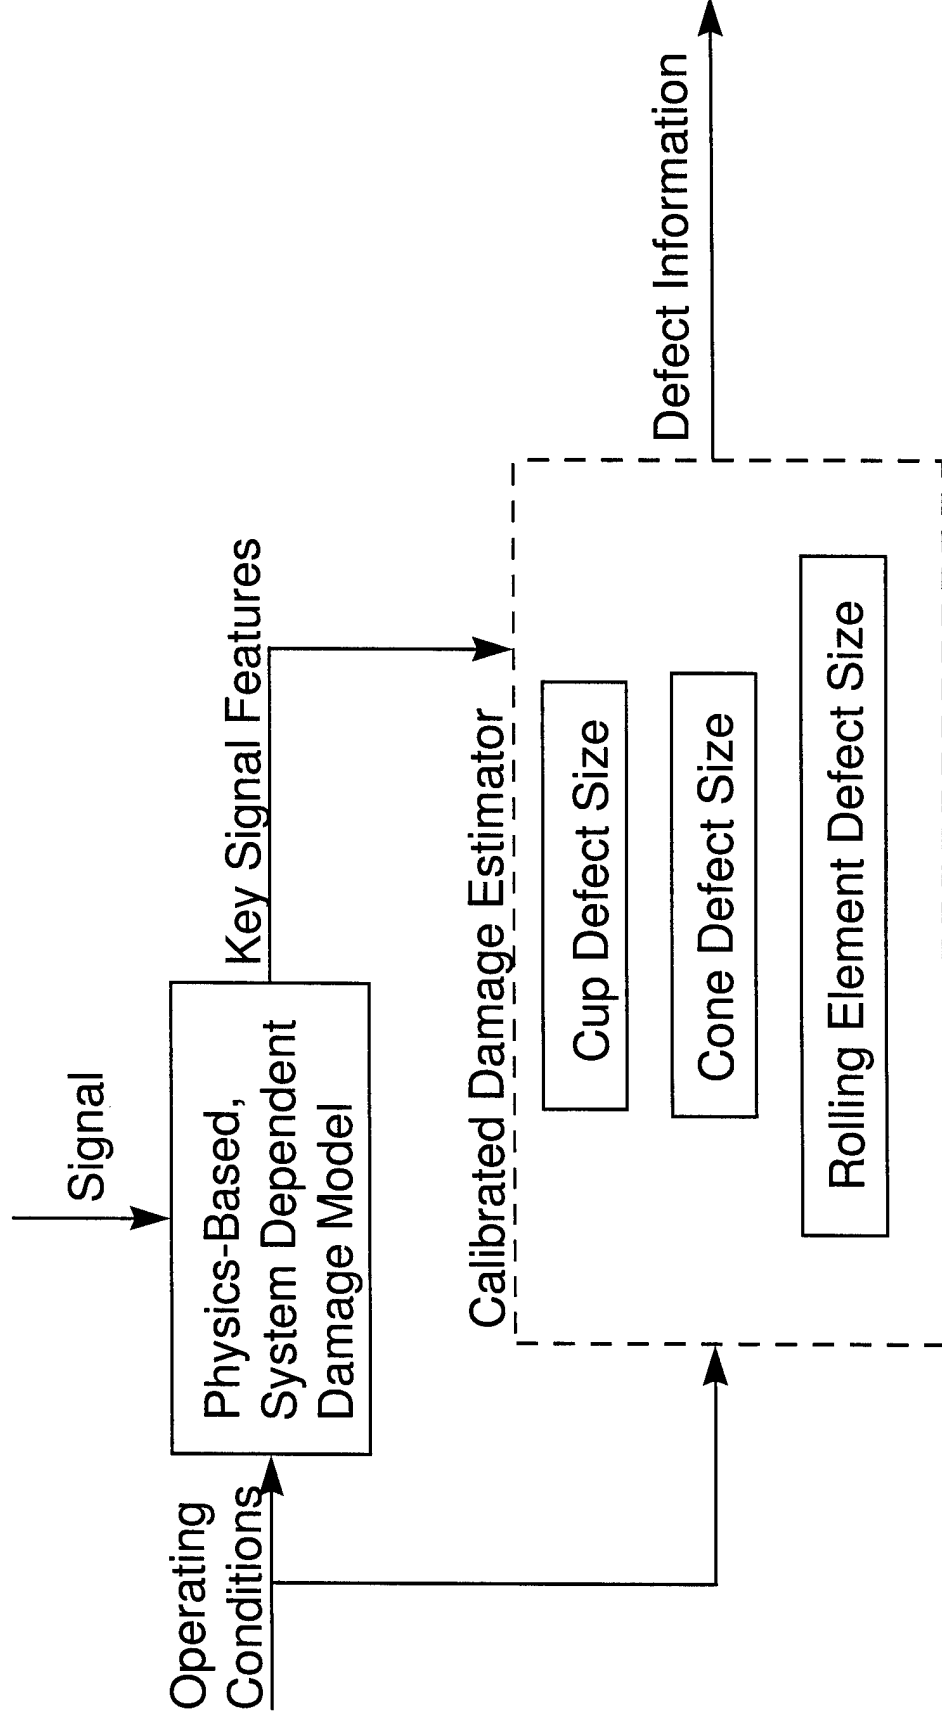 Signal
Operating
Conditions
Physics-Based,
System Dependent
Damage Model
Key Signal Features
Calibrated Damage Estimator
Cup Defect Size
Cone Defect Size
Rolling Element Defect Size
Defect Information